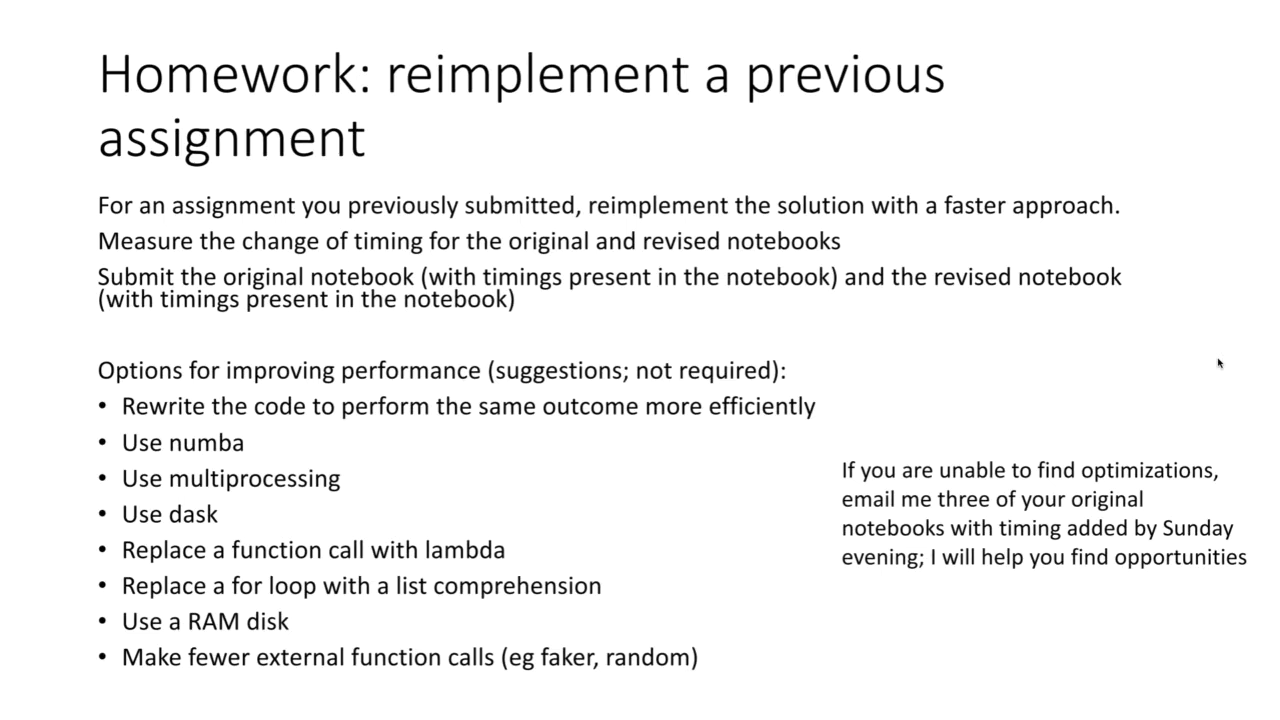 Homework: reimplement a previous
assignment
For an assignment you previously submitted, reimplement the solution with a faster approach.
Measure the change of timing for the original and revised notebooks
Submit the original notebook (with timings present in the notebook) and the revised notebook
(with timings present in the notebook)
Options for improving performance (suggestions; not required):
• Rewrite the code to perform the same outcome more efficiently
• Use numba
• Use multiprocessing
• Use dask
• Replace a function call with lambda
• Replace a for loop with a list comprehension
• Use a RAM disk
• Make fewer external function calls (eg faker, random)
If you are unable to find optimizations,
email me three of your original
notebooks with timing added by Sunday
evening; I will help you find opportunities